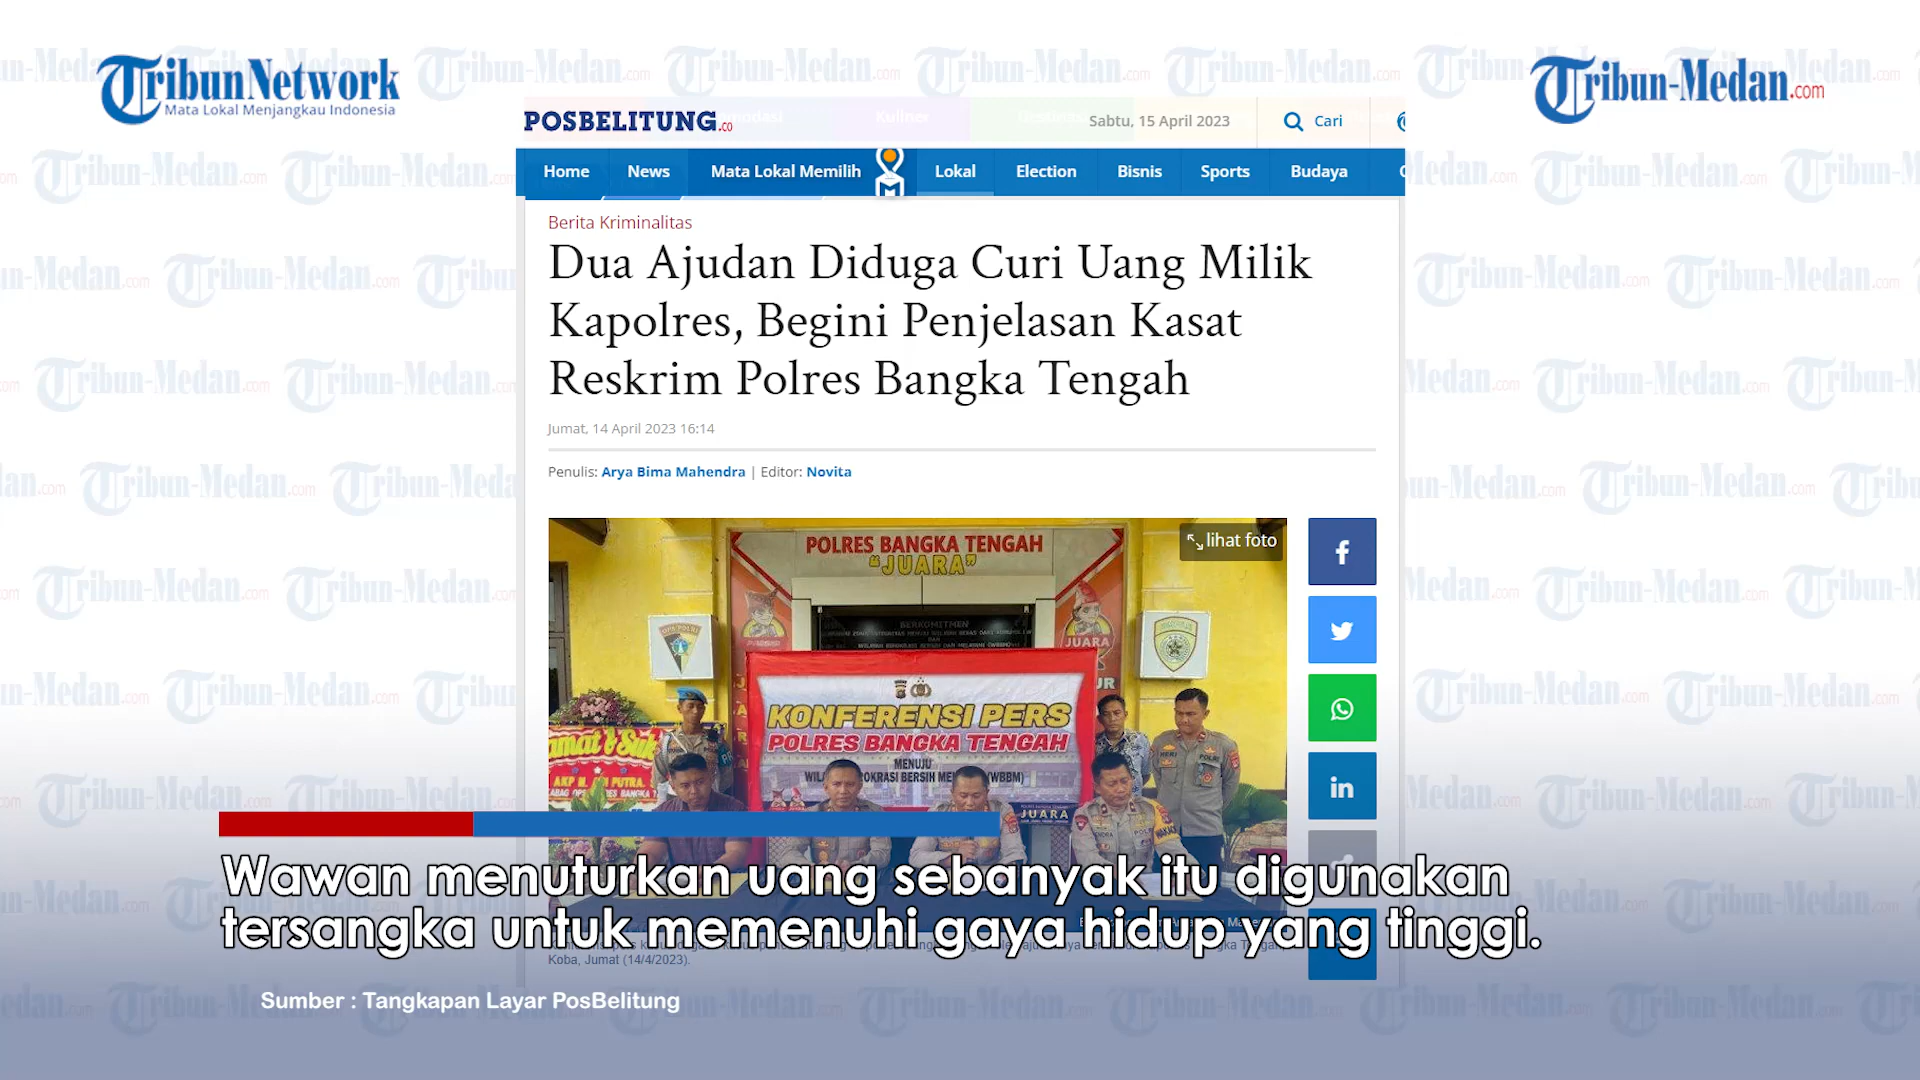 TribunNetwork
Mata Lokal Menjangkau Indonesia
Tribun-Medan.com
POSBELITUNG.co
Sabtu, 15 April 2023
Cari
Home
News
Mata Lokal Memilih
M
Lokal
Election
Bisnis
Sports
Budaya
Berita Kriminalitas
Dua Ajudan Diduga Curi Uang Milik
Kapolres, Begini Penjelasan Kasat
Reskrim Polres Bangka Tengah
Jumat, 14 April 2023 16:14
Penulis: Arya Bima Mahendra | Editor: Novita
lihat foto
POLRES BANGKA TENGAH
"JUARA"
BERKOMITMEN
JUARA
KONFERENSI PERS
POLRES BANGKA TENGAH
MENUJU
JUARA
Wawan menuturkan uang sebanyak itu digunakan
tersangka untuk memenuhi gaya hidup yang tinggi.
Koba, Jumat (14/4/2023).
Sumber : Tangkapan Layar PosBelitung